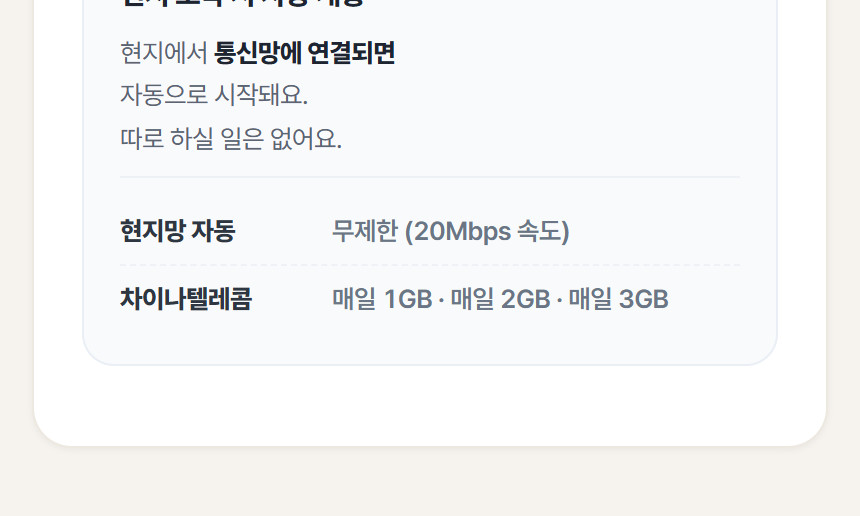 현지에서 통신망에 연결되면
자동으로 시작돼요.
따로 하실 일은 없어요.
현지망 자동 무제한 (20Mbps 속도)
차이나텔레콤 매일 1GB · 매일 2GB · 매일 3GB